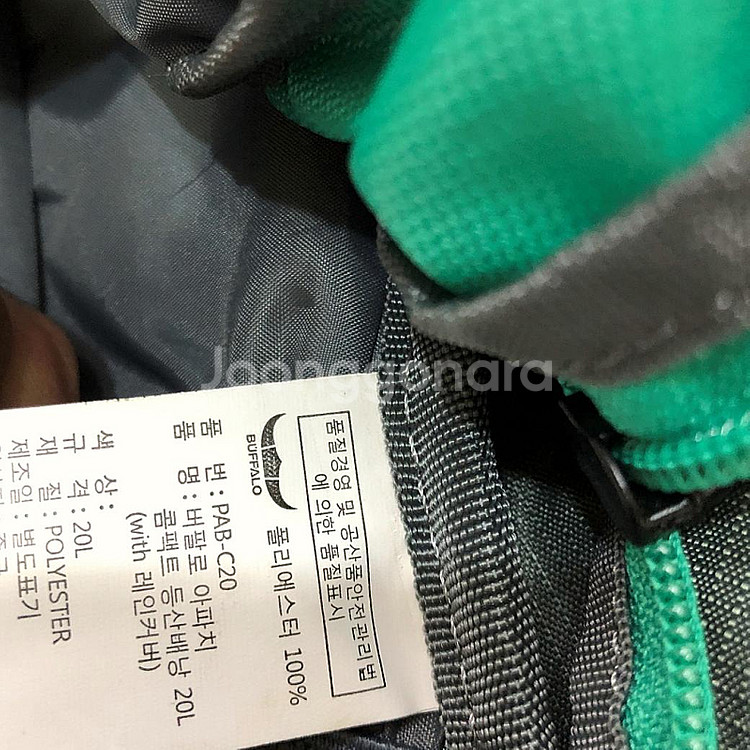 품질경영 및 공산품안전관리법
에 의한 품질표시
BUFFALO
폴리에스터 100%
품 번 : PAB-C20
품 명 : 버팔로 아파치
콤팩트 등산배낭 20L
(with 레인커버)
색 상 :
규 격 : 20L
재 질 : POLYESTER
제조일 : 별도표기
Joonggonara